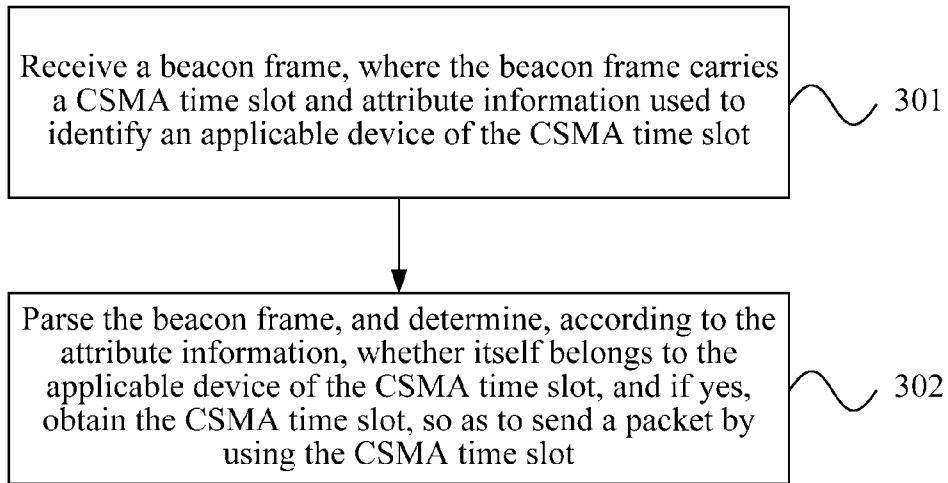 Receive a beacon frame, where the beacon frame carries
a CSMA time slot and attribute information used to
identify an applicable device of the CSMA time slot
301
Parse the beacon frame, and determine, according to the
attribute information, whether itself belongs to the
applicable device of the CSMA time slot, and if yes,
obtain the CSMA time slot, so as to send a packet by
using the CSMA time slot
302